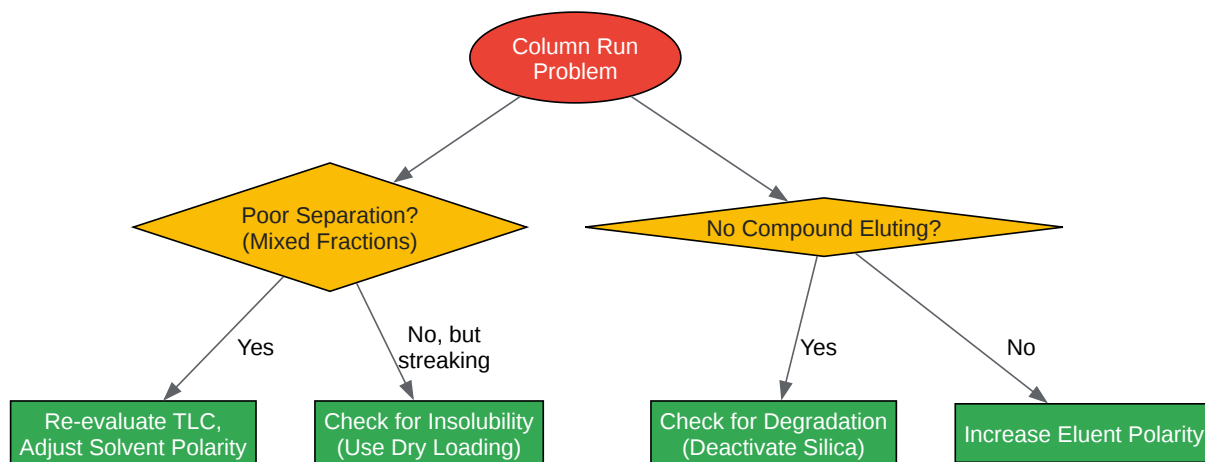 Column Run
Problem
Poor Separation?
(Mixed Fractions)
No Compound Eluting?
Yes
No, but
streaking
Yes
No
Re-evaluate TLC,
Adjust Solvent Polarity
Check for Insolubility
(Use Dry Loading)
Check for Degradation
(Deactivate Silica)
Increase Eluent Polarity